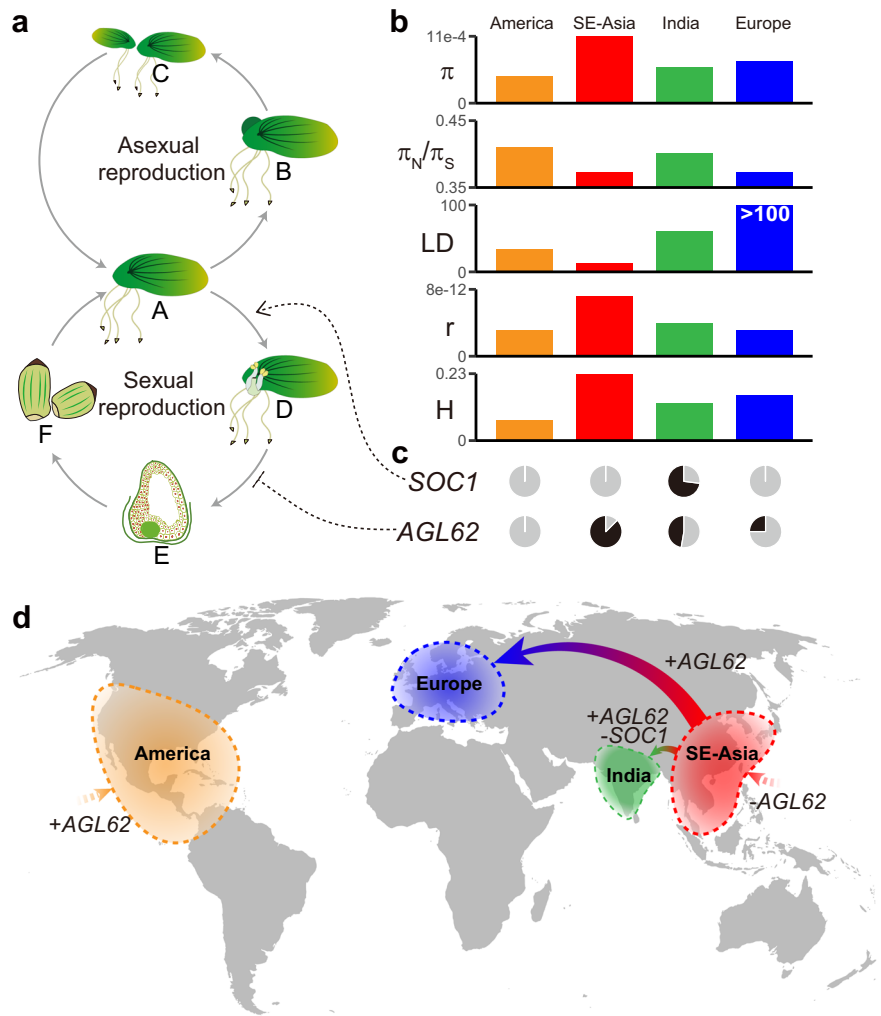 a
C
Asexual
reproduction
B
A
Sexual
reproduction
D
F
E
b
America SE-Asia India Europe
11e-4
π
0
0.45
πN/πS
0.35
100
>100
LD
0
8e-12
r
0
0.23
H
0
c
SOC1
AGL62
d
+AGL62
Europe
+AGL62
-SOC1
America
SE-Asia
India
-AGL62
+AGL62